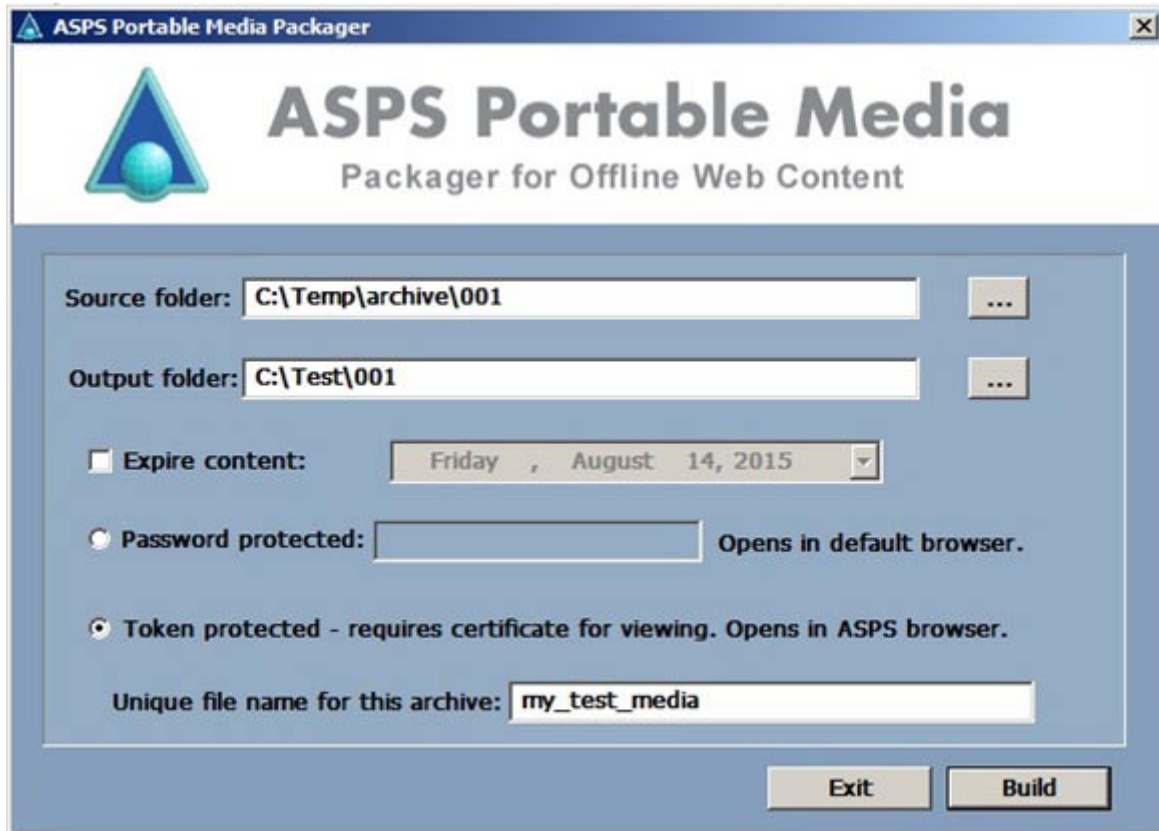 ASPS Portable Media Packager
ASPS Portable Media
Packager for Offline Web Content
Source folder: C:\Temp\archive\001 ...
Output folder: C:\Test\001 ...
Expire content: Friday , August 14, 2015
Password protected: Opens in default browser.
Token protected - requires certificate for viewing. Opens in ASPS browser.
Unique file name for this archive: my_test_media
Exit Build